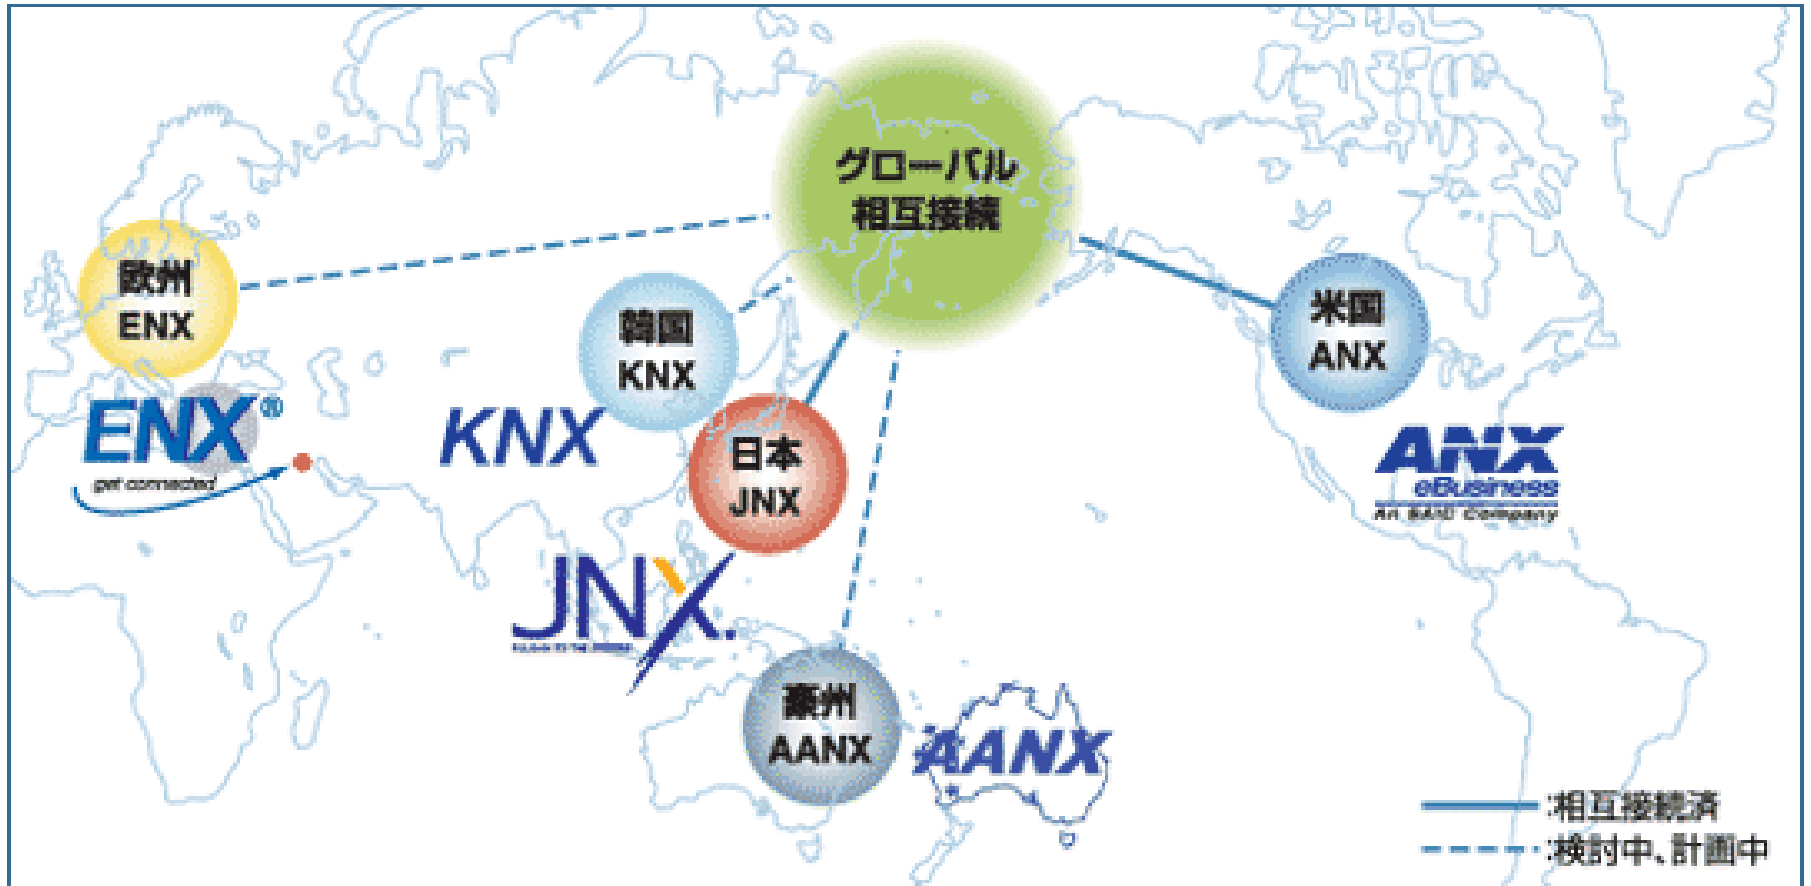 グローバル
相互接続
欧州
ENX
韓国
KNX
米国
ANX
日本
JNX
豪州
AANX
ENX®
get connected
KNX
ANX
eBusiness
An SAIC Company
JNX.
AANX
:相互接続済
:検討中、計画中